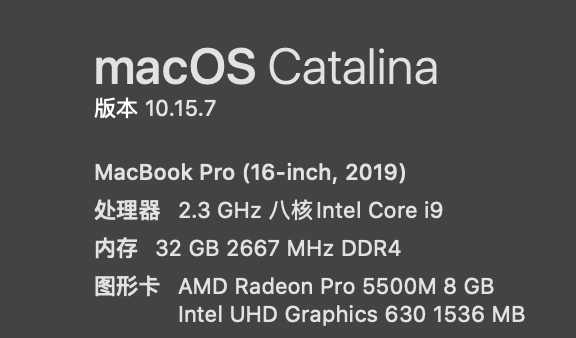 macOS Catalina
版本 10.15.7
MacBook Pro (16-inch, 2019)
处理器 2.3 GHz 八核Intel Core i9
内存 32 GB 2667 MHz DDR4
图形卡 AMD Radeon Pro 5500M 8 GB
Intel UHD Graphics 630 1536 MB